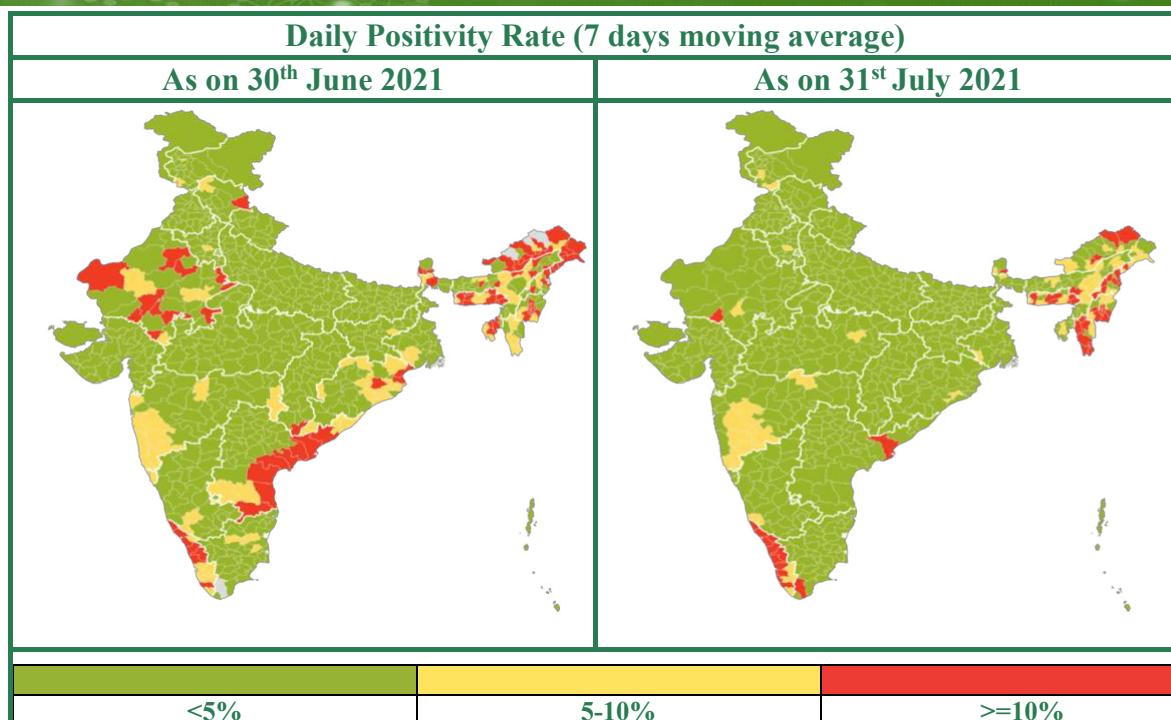 Daily Positivity Rate (7 days moving average)
As on 30th June 2021
As on 31st July 2021
<5%
5-10%
>=10%